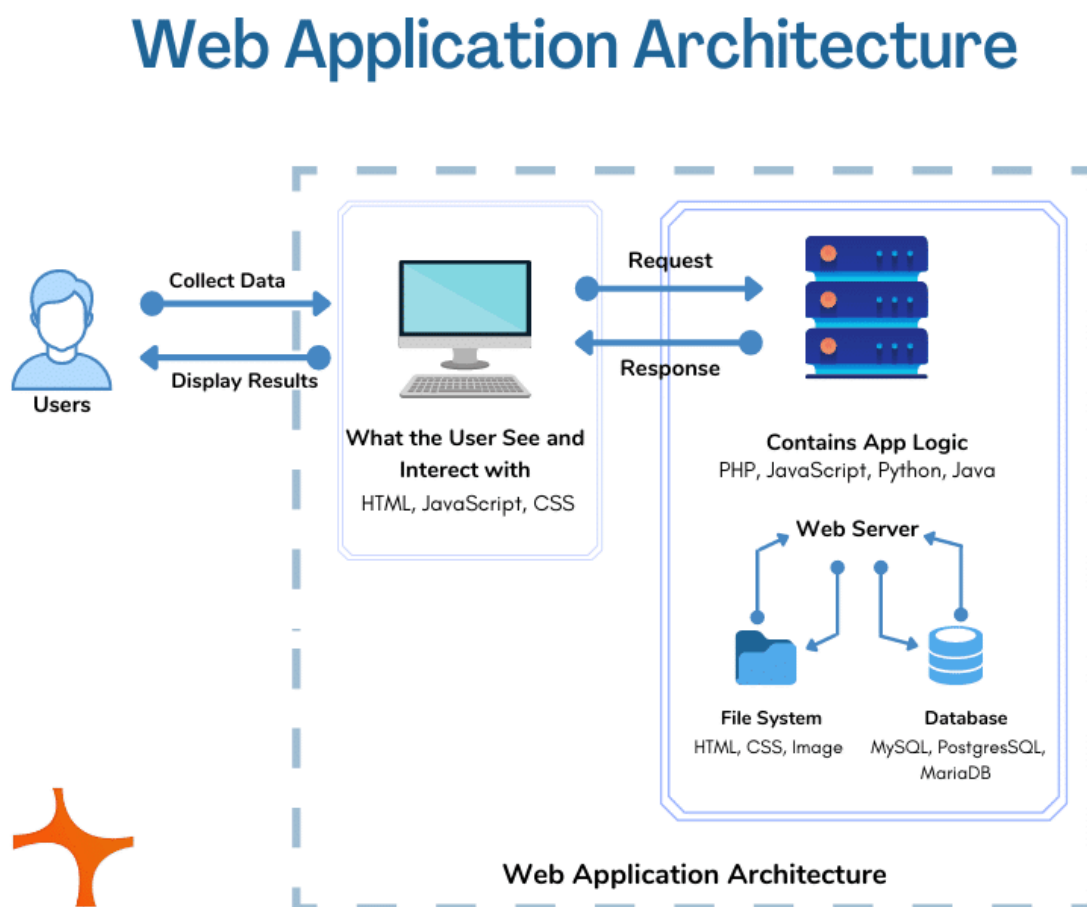 Web Application Architecture
Collect Data
Display Results
Users
What the User See and
Interect with
HTML, JavaScript, CSS
Request
Response
Contains App Logic
PHP, JavaScript, Python, Java
Web Server
File System
HTML, CSS, Image
Database
MySQL, PostgresSQL,
MariaDB
Web Application Architecture